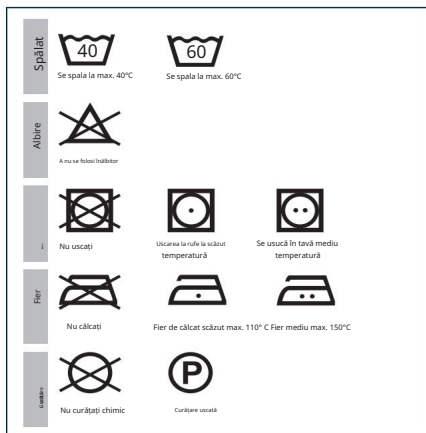 Spălat
40
60
Se spala la max. 40°C
Se spala la max. 60°C
Albire
A nu se folosi înălbitor
Nu uscați
Uscarea la rufe la scăzut
temperatură
Se usucă în tavă mediu
temperatură
Fier
Nu călcați
Fier de călcat scăzut max. 110° C
Fier mediu max. 150°C
P
Nu curățați chimic
Curățare uscată